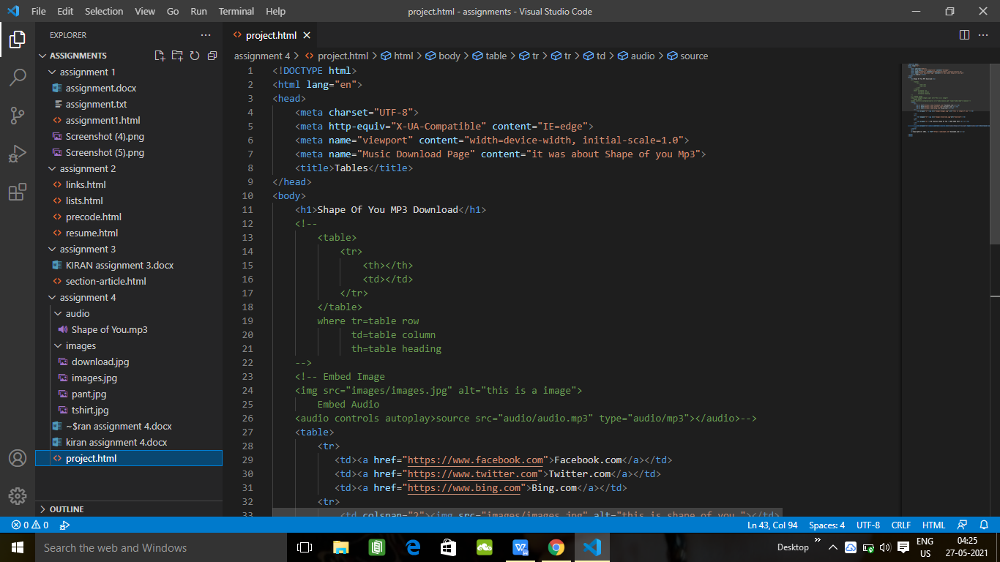 File Edit Selection View Go Run Terminal Help
project.html - assignments - Visual Studio Code
EXPLORER
ASSIGNMENTS
assignment 1
assignment.docx
assignment.txt
assignment1.html
Screenshot (4).png
Screenshot (5).png
assignment 2
links.html
lists.html
precode.html
resume.html
assignment 3
KIRAN assignment 3.docx
section-article.html
assignment 4
audio
Shape of You.mp3
images
download.jpg
images.jpg
pant.jpg
tshirt.jpg
~$ran assignment 4.docx
kiran assignment 4.docx
project.html
OUTLINE
project.html
assignment 4 > project.html > html > body > table > tr > tr > td > audio > source
1 <!DOCTYPE html>
2 <html lang="en">
3 <head>
4 <meta charset="UTF-8">
5 <meta http-equiv="X-UA-Compatible" content="IE=edge">
6 <meta name="viewport" content="width=device-width, initial-scale=1.0">
7 <meta name="Music Download Page" content="it was about Shape of you Mp3">
8 <title>Tables</title>
9 </head>
10 <body>
11 <h1>Shape Of You MP3 Download</h1>
12 <!--
13 <table>
14 <tr>
15 <th></th>
16 <td></td>
17 </tr>
18 </table>
19 where tr=table row
20 td=table column
21 th=table heading
22 -->
23 <!-- Embed Image
24 <img src="images/images.jpg" alt="this is a image">
25 Embed Audio
26 <audio controls autoplay>source src="audio/audio.mp3" type="audio/mp3"></audio>-->
27 <table>
28 <tr>
29 <td><a href="https://www.facebook.com">Facebook.com</a></td>
30 <td><a href="https://www.twitter.com">Twitter.com</a></td>
31 <td><a href="https://www.bing.com">Bing.com</a></td>
32 <tr>
33 <td colspan="2"><img src="images/images.jpg" alt="this is shape of you "></td>
0 0
Ln 43, Col 94 Spaces: 4 UTF-8 CRLF HTML
Search the web and Windows
Desktop
ENG
US
04:25
27-05-2021